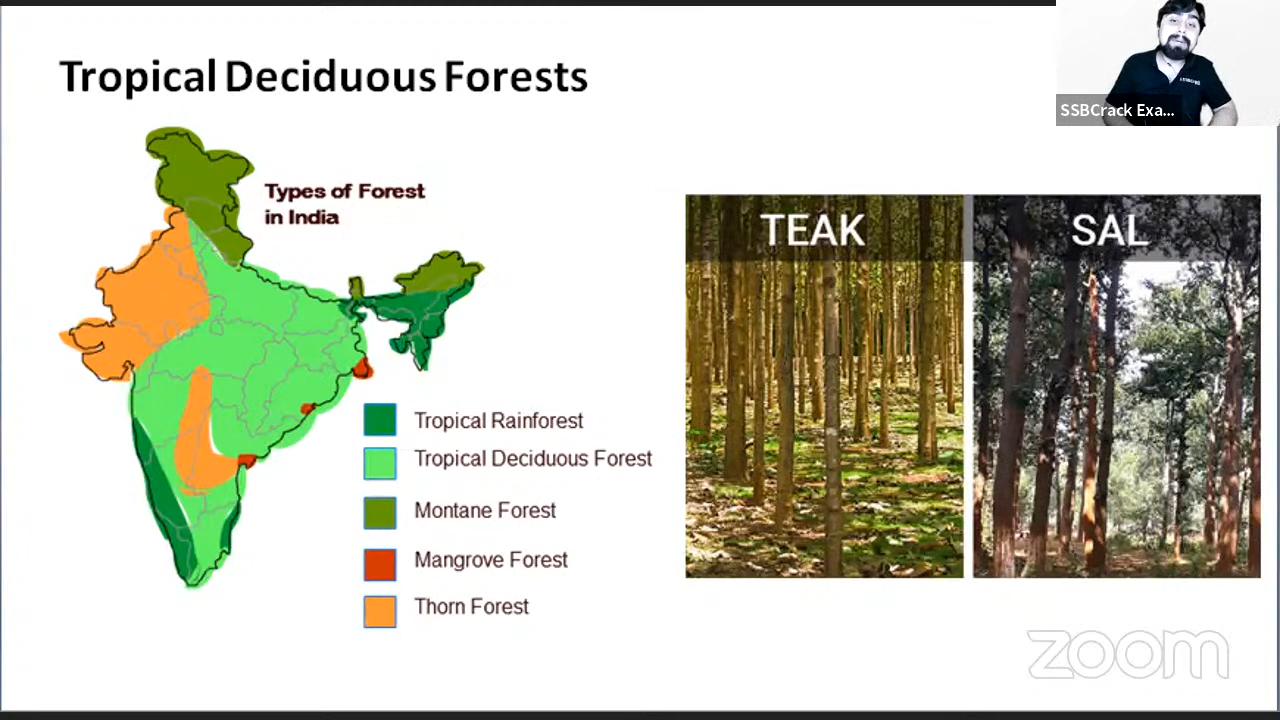 Tropical Deciduous Forests
SSBCrack Exa...
Types of Forest
in India
TEAK
SAL
Tropical Rainforest
Tropical Deciduous Forest
Montane Forest
Mangrove Forest
Thorn Forest
zoom